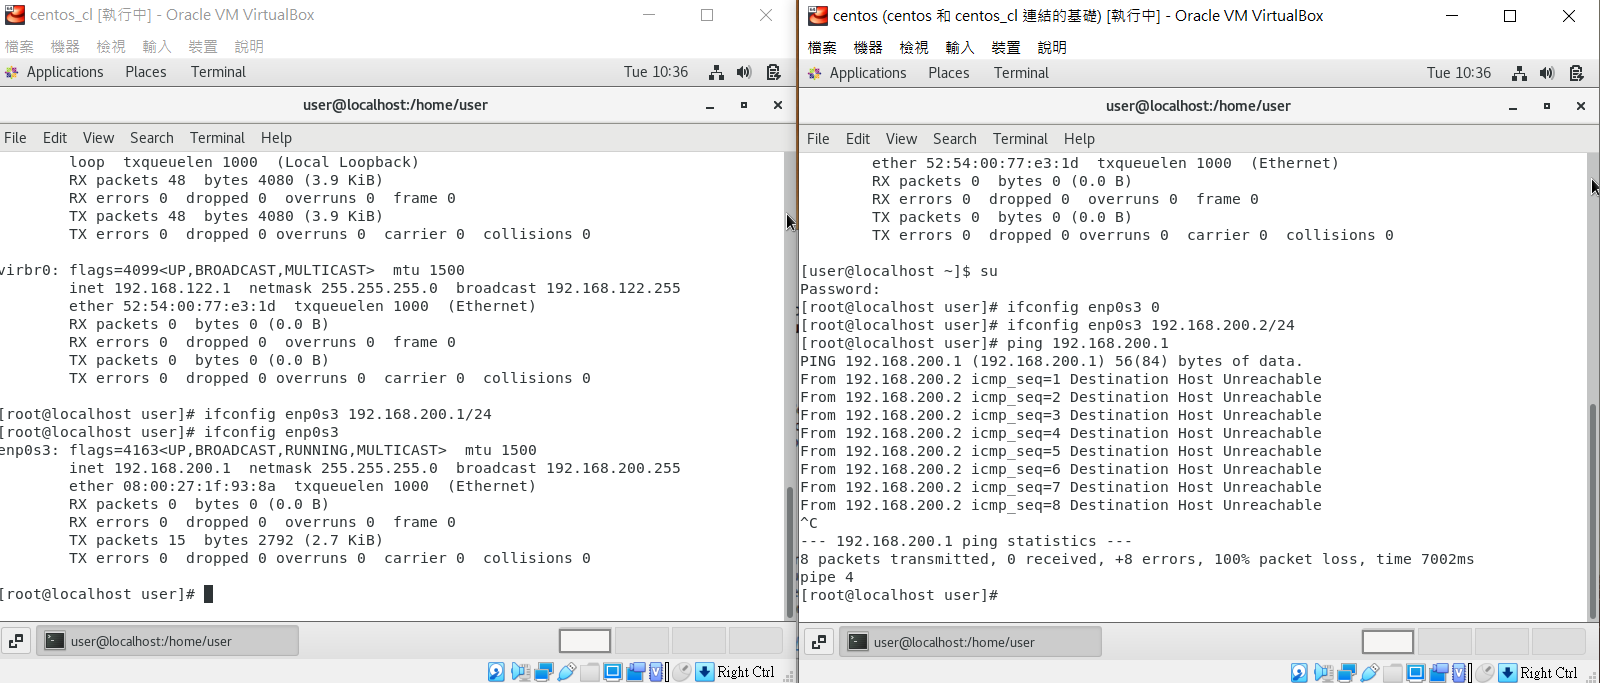 centos_cl [執行中] - Oracle VM VirtualBox
檔案 機器 檢視 輸入 裝置 說明
Applications Places Terminal Tue 10:36
user@localhost:/home/user
File Edit View Search Terminal Help
loop txqueuelen 1000 (Local Loopback)
RX packets 48 bytes 4080 (3.9 KiB)
RX errors 0 dropped 0 overruns 0 frame 0
TX packets 48 bytes 4080 (3.9 KiB)
TX errors 0 dropped 0 overruns 0 carrier 0 collisions 0
virbr0: flags=4099<UP,BROADCAST,MULTICAST> mtu 1500
inet 192.168.122.1 netmask 255.255.255.0 broadcast 192.168.122.255
ether 52:54:00:77:e3:1d txqueuelen 1000 (Ethernet)
RX packets 0 bytes 0 (0.0 B)
RX errors 0 dropped 0 overruns 0 frame 0
TX packets 0 bytes 0 (0.0 B)
TX errors 0 dropped 0 overruns 0 carrier 0 collisions 0
[root@localhost user]# ifconfig enp0s3 192.168.200.1/24
[root@localhost user]# ifconfig enp0s3
enp0s3: flags=4163<UP,BROADCAST,RUNNING,MULTICAST> mtu 1500
inet 192.168.200.1 netmask 255.255.255.0 broadcast 192.168.200.255
ether 08:00:27:1f:93:8a txqueuelen 1000 (Ethernet)
RX packets 0 bytes 0 (0.0 B)
RX errors 0 dropped 0 overruns 0 frame 0
TX packets 15 bytes 2792 (2.7 KiB)
TX errors 0 dropped 0 overruns 0 carrier 0 collisions 0
[root@localhost user]#
user@localhost:/home/user
Right Ctrl
centos (centos 和 centos_cl 連結的基礎) [執行中] - Oracle VM VirtualBox
檔案 機器 檢視 輸入 裝置 說明
Applications Places Terminal Tue 10:36
user@localhost:/home/user
File Edit View Search Terminal Help
ether 52:54:00:77:e3:1d txqueuelen 1000 (Ethernet)
RX packets 0 bytes 0 (0.0 B)
RX errors 0 dropped 0 overruns 0 frame 0
TX packets 0 bytes 0 (0.0 B)
TX errors 0 dropped 0 overruns 0 carrier 0 collisions 0
[user@localhost ~]$ su
Password:
[root@localhost user]# ifconfig enp0s3 0
[root@localhost user]# ifconfig enp0s3 192.168.200.2/24
[root@localhost user]# ping 192.168.200.1
PING 192.168.200.1 (192.168.200.1) 56(84) bytes of data.
From 192.168.200.2 icmp_seq=1 Destination Host Unreachable
From 192.168.200.2 icmp_seq=2 Destination Host Unreachable
From 192.168.200.2 icmp_seq=3 Destination Host Unreachable
From 192.168.200.2 icmp_seq=4 Destination Host Unreachable
From 192.168.200.2 icmp_seq=5 Destination Host Unreachable
From 192.168.200.2 icmp_seq=6 Destination Host Unreachable
From 192.168.200.2 icmp_seq=7 Destination Host Unreachable
From 192.168.200.2 icmp_seq=8 Destination Host Unreachable
^C
--- 192.168.200.1 ping statistics ---
8 packets transmitted, 0 received, +8 errors, 100% packet loss, time 7002ms
pipe 4
[root@localhost user]#
user@localhost:/home/user
Right Ctrl